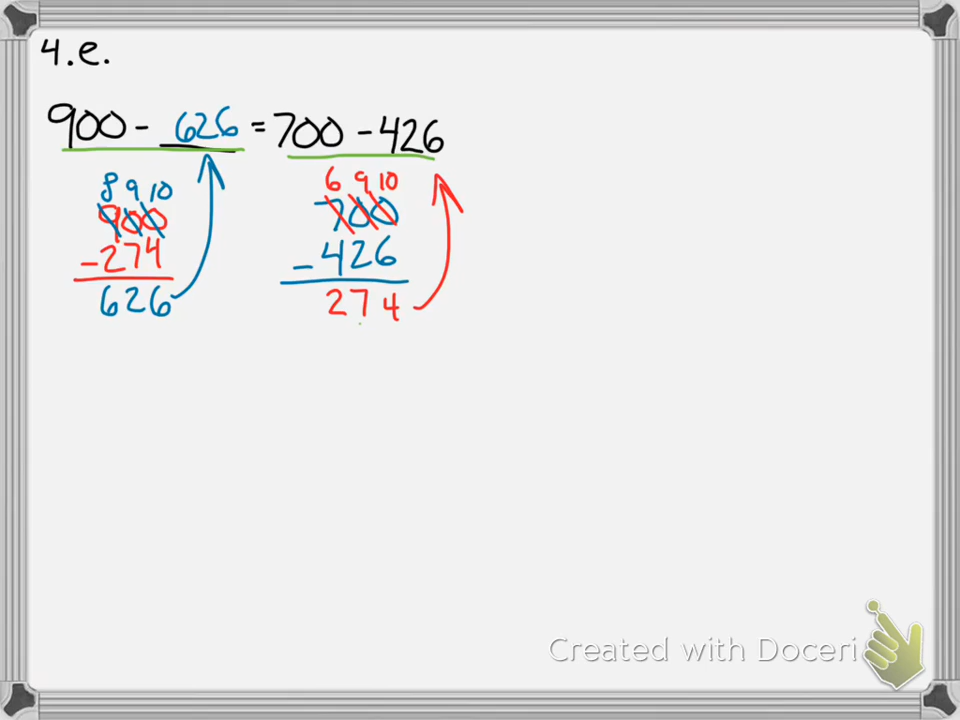 4.e.
900 - 626 = 700 - 426
8 9 10
900
-274
626
6 9 10
700
- 426
274
Created with Doceri